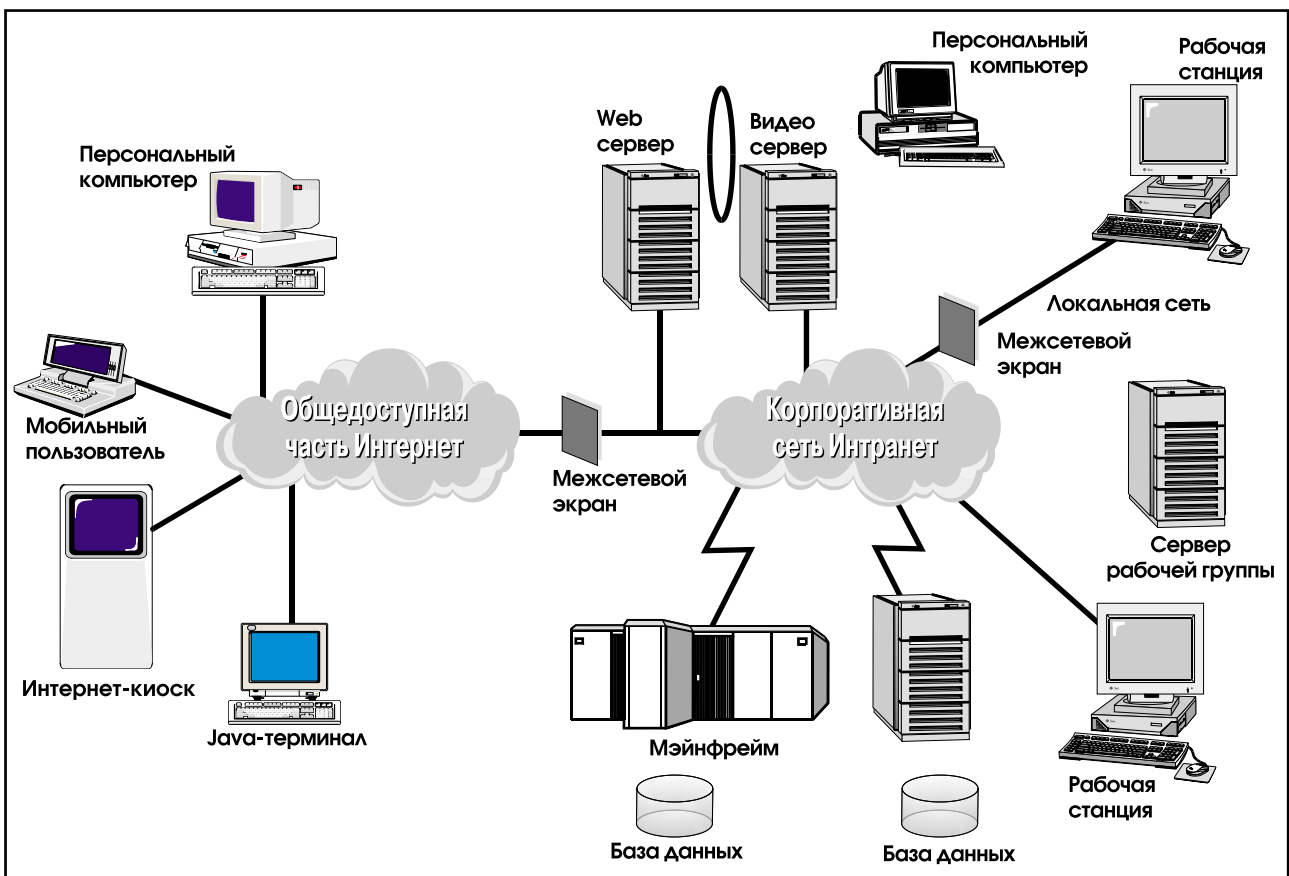 Персональный
компьютер
Рабочая
станция
Web
сервер
Видео
сервер
Персональный
компьютер
Локальная сеть
Межсетевой
экран
Мобильный
пользователь
Общедоступная
часть Интернет
Корпоративная
сеть Интранет
Межсетевой
экран
Сервер
рабочей группы
Интернет-киоск
Java-терминал
Мэйнфрейм
Рабочая
станция
База данных
База данных